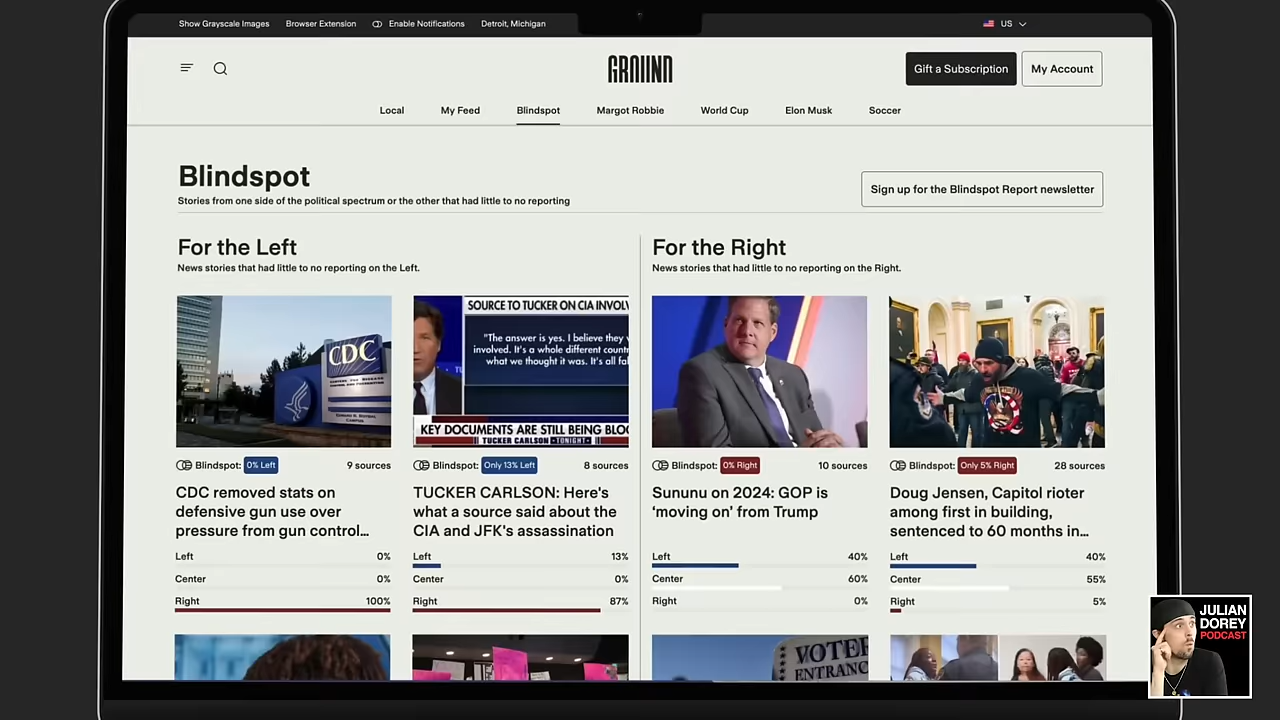 Show Grayscale Images Browser Extension Enable Notifications Detroit, Michigan US
GROUND
Gift a Subscription My Account
Local My Feed Blindspot Margot Robbie World Cup Elon Musk Soccer
Blindspot
Stories from one side of the political spectrum or the other that had little to no reporting
Sign up for the Blindspot Report newsletter
For the Left
News stories that had little to no reporting on the Left.
For the Right
News stories that had little to no reporting on the Right.
CDC
SOURCE TO TUCKER ON CIA INVOLV
"The answer is yes. I believe they
involved. It's a whole different countr
what we thought it was. It's all fa
KEY DOCUMENTS ARE STILL BEING BLOC
TUCKER CARLSON TONIGHT
Blindspot: 0% Left 9 sources
CDC removed stats on
defensive gun use over
pressure from gun control...
Left 0%
Center 0%
Right 100%
Blindspot: Only 13% Left 8 sources
TUCKER CARLSON: Here's
what a source said about the
CIA and JFK's assassination
Left 13%
Center 0%
Right 87%
Blindspot: 0% Right 10 sources
Sununu on 2024: GOP is
‘moving on’ from Trump
Left 40%
Center 60%
Right 0%
Blindspot: Only 5% Right 28 sources
Doug Jensen, Capitol rioter
among first in building,
sentenced to 60 months in...
Left 40%
Center 55%
Right 5%
VOTE
ENTRANC
JULIAN
DOREY
PODCAST